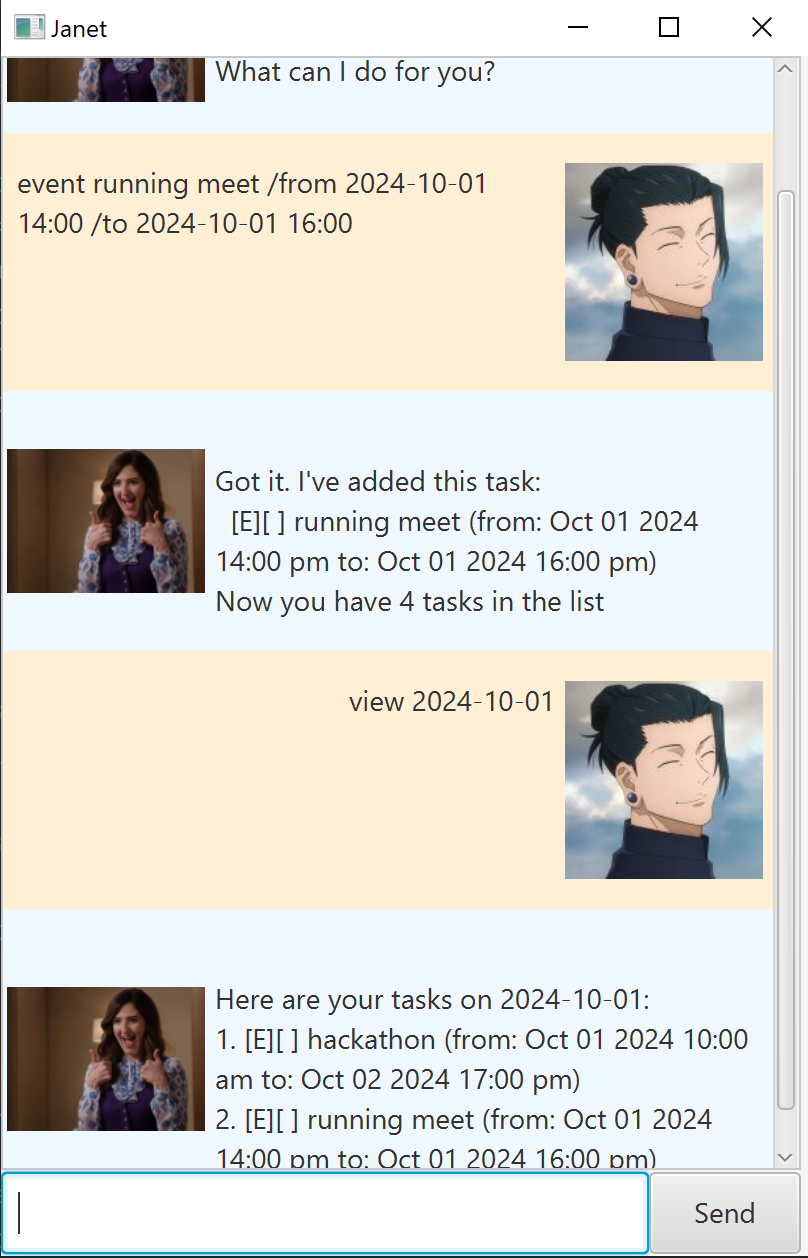 Janet
What can I do for you?
event running meet /from 2024-10-01
14:00 /to 2024-10-01 16:00
Got it. I've added this task:
[E][ ] running meet (from: Oct 01 2024
14:00 pm to: Oct 01 2024 16:00 pm)
Now you have 4 tasks in the list
view 2024-10-01
Here are your tasks on 2024-10-01:
1. [E][ ] hackathon (from: Oct 01 2024 10:00
am to: Oct 02 2024 17:00 pm)
2. [E][ ] running meet (from: Oct 01 2024
14:00 pm to: Oct 01 2024 16:00 pm)
Send